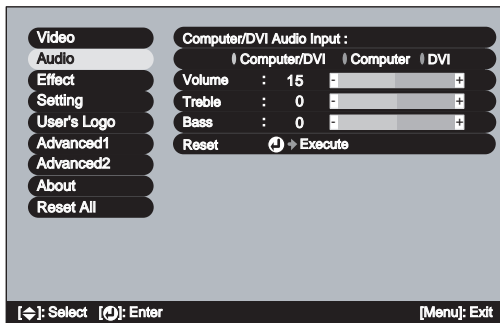 Video
Audio
Effect
Setting
User's Logo
Advanced1
Advanced2
About
Reset All
Computer/DVI Audio Input :
Computer/DVI Computer DVI
Volume : 15 - +
Treble : 0 - +
Bass : 0 - +
Reset Execute
[ ]: Select [ ]: Enter [Menu]: Exit